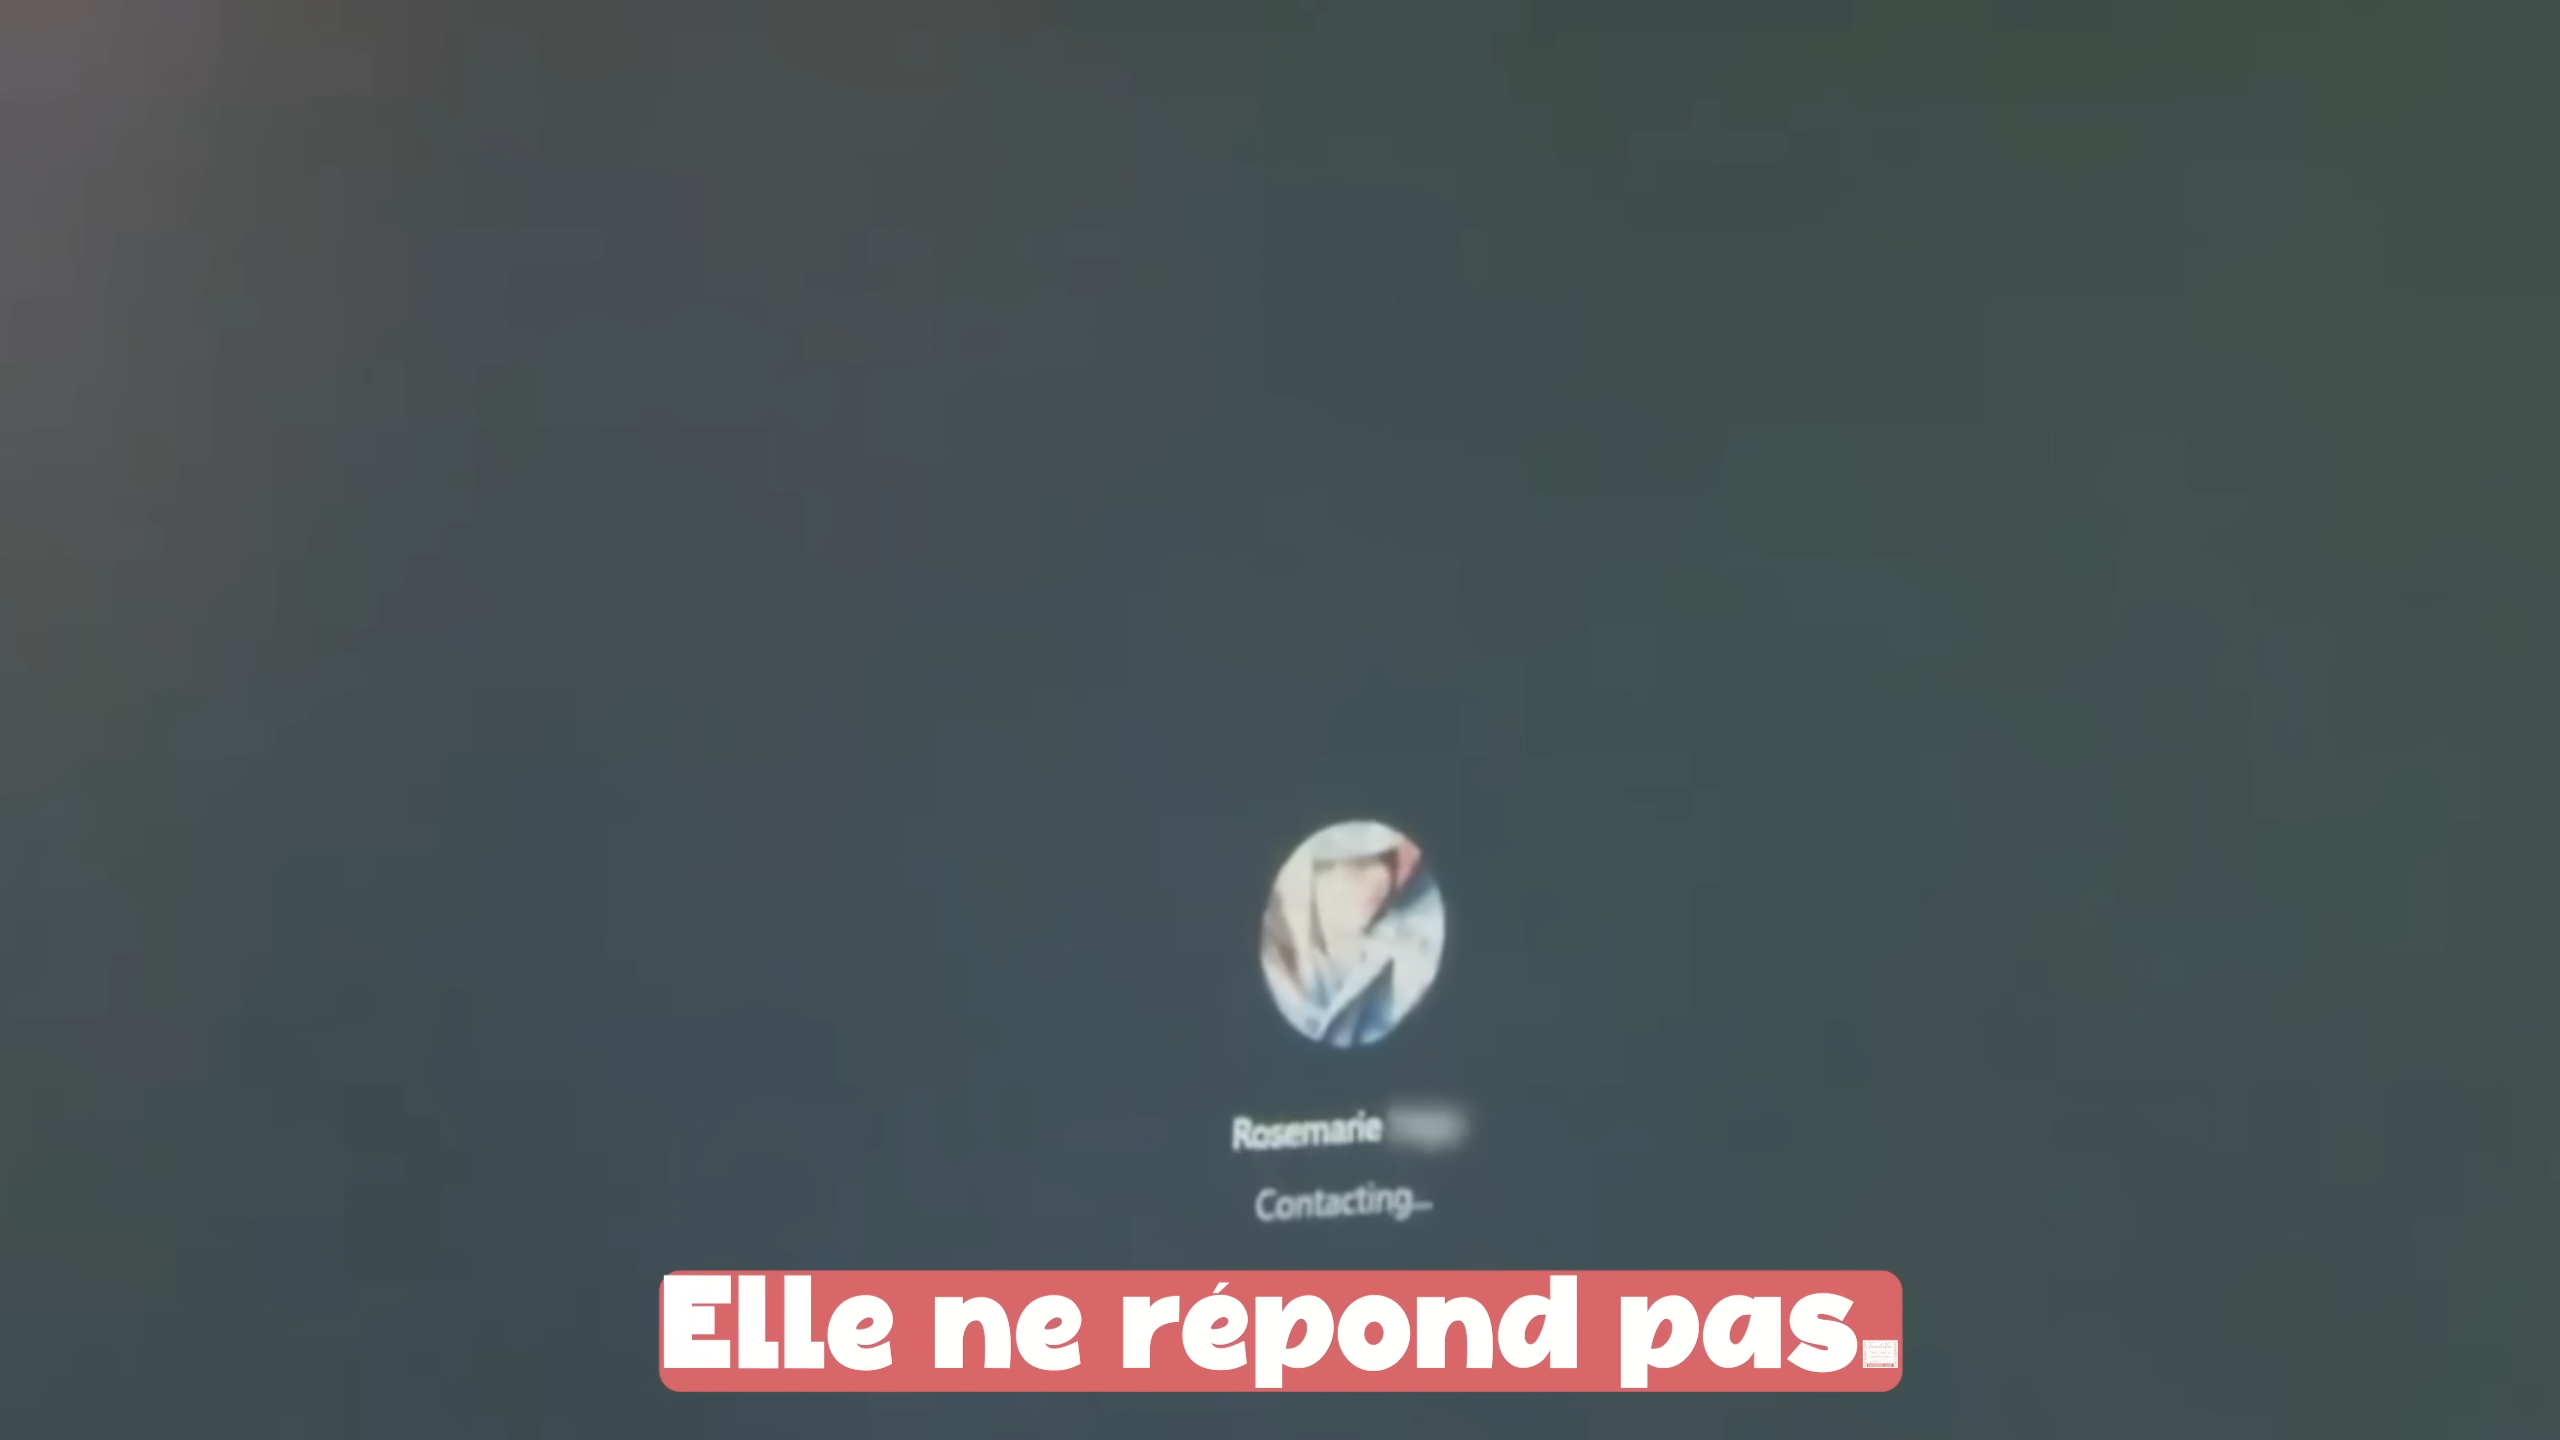 Rosemarie
Contacting...
Elle ne répond pas.